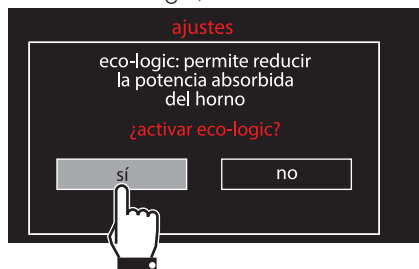 ajustes
eco-logic: permite reducir
la potencia absorbida
del horno
¿activar eco-logic?
sí
no